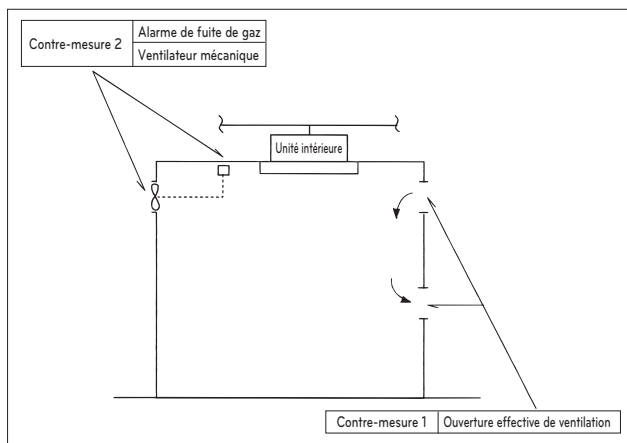 Contre-mesure 2
Alarme de fuite de gaz
Ventilateur mécanique
Unité intérieure
Contre-mesure 1
Ouverture effective de ventilation